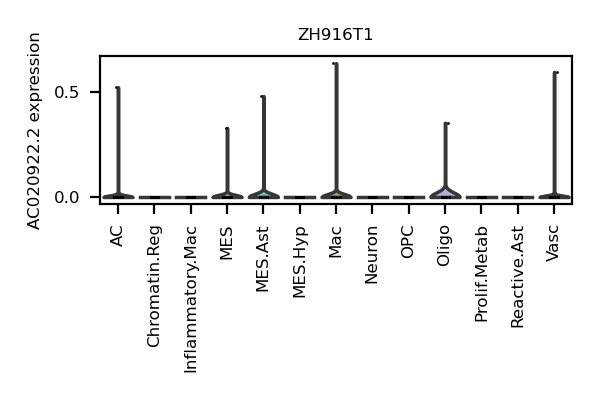 ZH916T1
AC020922.2 expression
0.5
0.0
AC
Chromatin.Reg
Inflammatory.Mac
MES
MES.Ast
MES.Hyp
Mac
Neuron
OPC
Oligo
Prolif.Metab
Reactive.Ast
Vasc